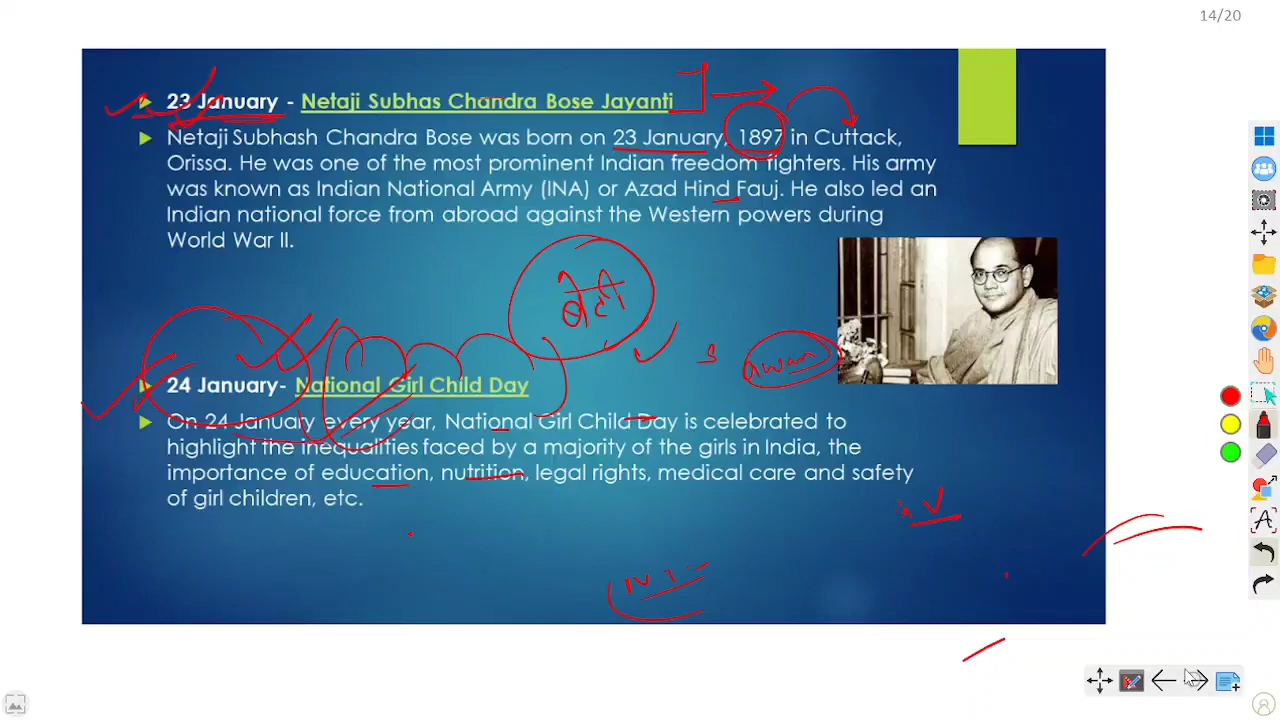 14/20
23 January - Netaji Subhas Chandra Bose Jayanti
Netaji Subhash Chandra Bose was born on 23 January, 1897 in Cuttack,
Orissa. He was one of the most prominent Indian freedom fighters. His army
was known as Indian National Army (INA) or Azad Hind Fauj. He also led an
Indian national force from abroad against the Western powers during
World War II.
बेटी
24 January- National Girl Child Day
On 24 January every year, National Girl Child Day is celebrated to
highlight the inequalities faced by a majority of the girls in India, the
importance of education, nutrition, legal rights, medical care and safety
of girl children, etc.